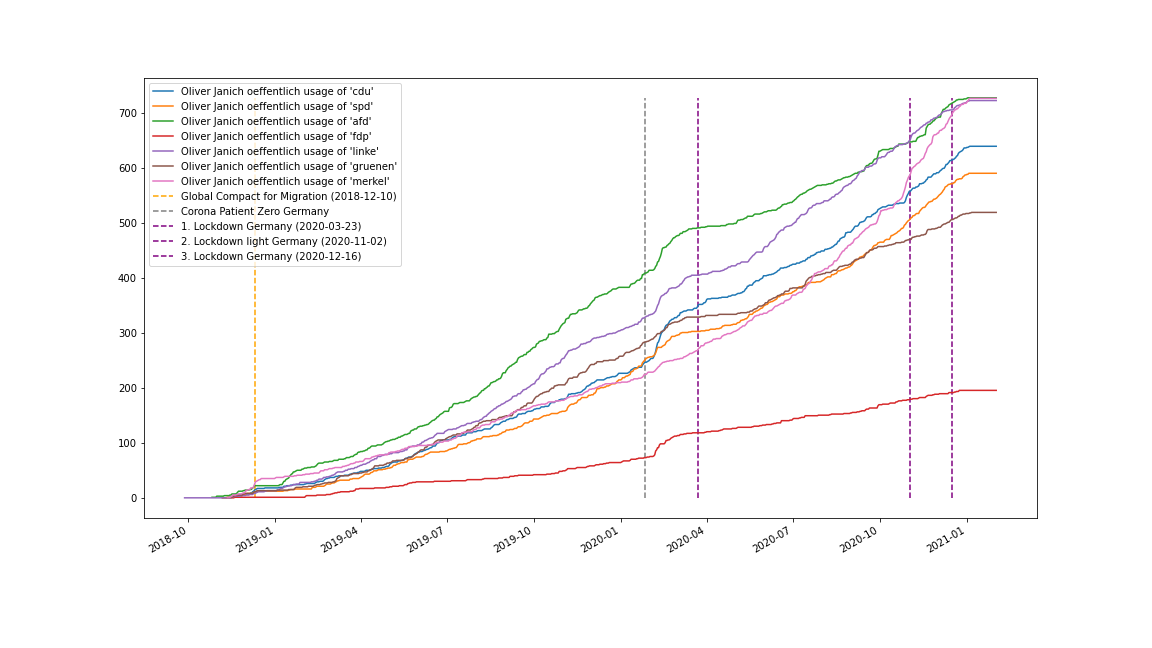 Oliver Janich oeffentlich usage of 'cdu'
Oliver Janich oeffentlich usage of 'spd'
Oliver Janich oeffentlich usage of 'afd'
Oliver Janich oeffentlich usage of 'fdp'
Oliver Janich oeffentlich usage of 'linke'
Oliver Janich oeffentlich usage of 'gruenen'
Oliver Janich oeffentlich usage of 'merkel'
Global Compact for Migration (2018-12-10)
Corona Patient Zero Germany
1. Lockdown Germany (2020-03-23)
2. Lockdown light Germany (2020-11-02)
3. Lockdown Germany (2020-12-16)
700
600
500
400
300
200
100
0
2018-10
2019-01
2019-04
2019-07
2019-10
2020-01
2020-04
2020-07
2020-10
2021-01